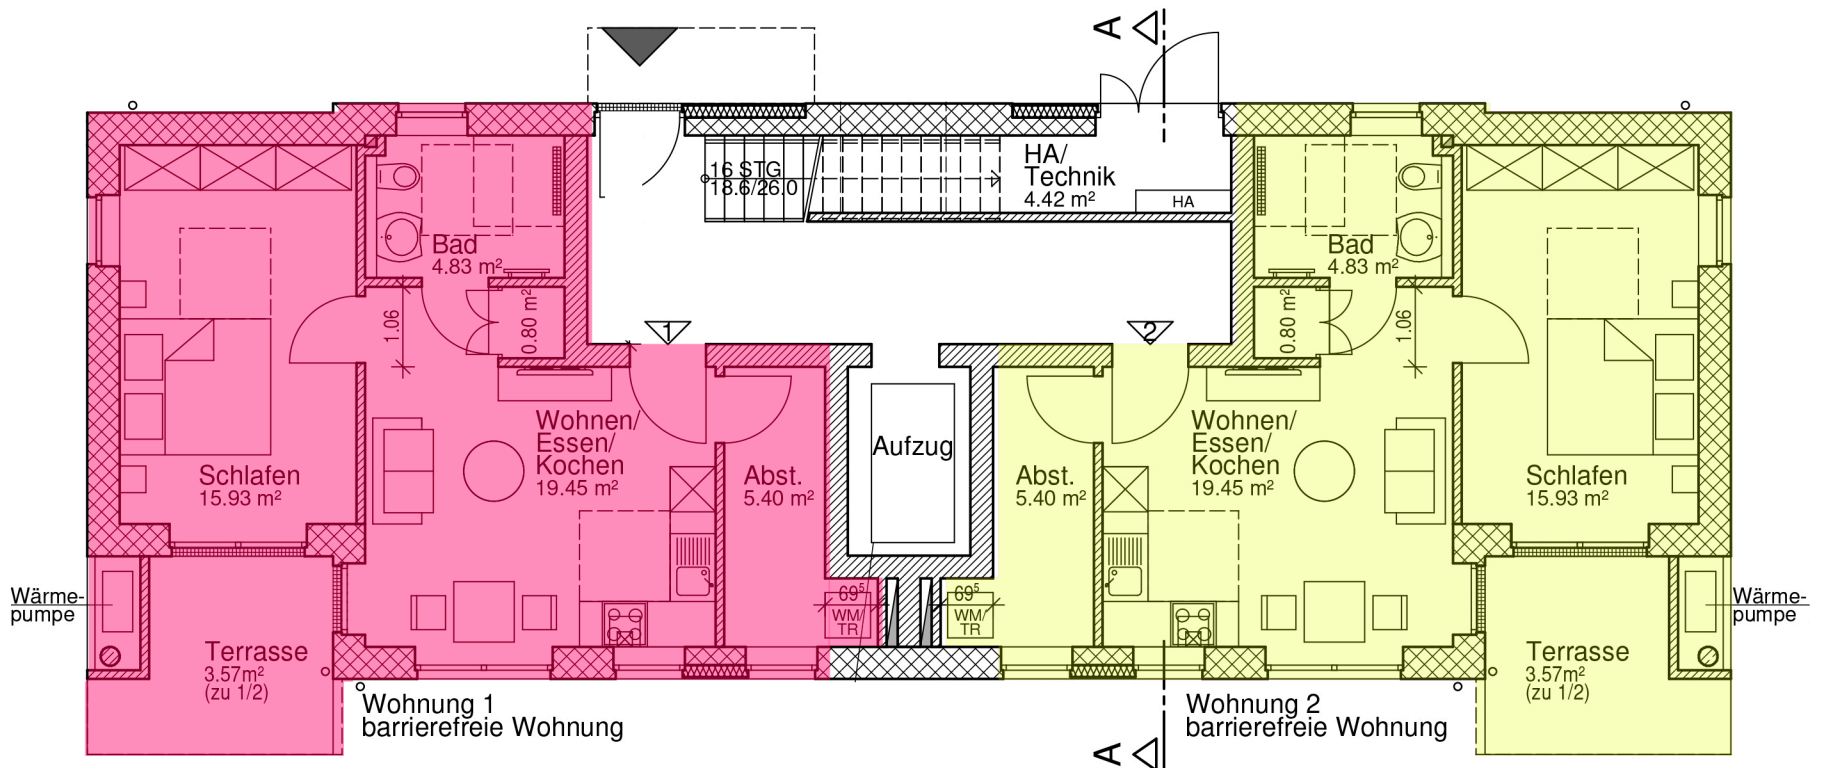 A
16 STG
18.6/26.0
HA/
Technik
4.42 m²
HA
Bad
4.83 m²
0.80 m²
1.06
1
2
Bad
4.83 m²
0.80 m²
1.06
Schlafen
15.93 m²
Wohnen/
Essen/
Kochen
19.45 m²
Abst.
5.40 m²
Aufzug
Abst.
5.40 m²
Wohnen/
Essen/
Kochen
19.45 m²
Schlafen
15.93 m²
Wärme-
pumpe
69⁵
WM/
TR
69⁵
WM/
TR
Wärme-
pumpe
Terrasse
3.57m²
(zu 1/2)
Terrasse
3.57m²
(zu 1/2)
Wohnung 1
barrierefreie Wohnung
Wohnung 2
barrierefreie Wohnung
A